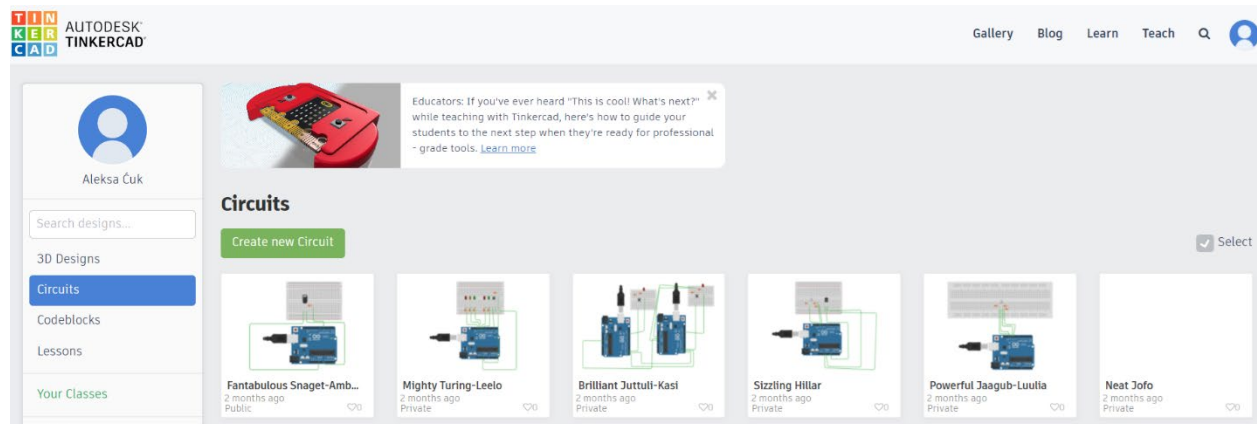 TIN
KER
CAD
AUTODESK®
TINKERCAD®
Gallery Blog Learn Teach
Educators: If you've ever heard "This is cool! What's next?"
while teaching with Tinkercad, here's how to guide your
students to the next step when they're ready for professional
- grade tools. Learn more
Aleksa Ćuk
Search designs...
3D Designs
Circuits
Codeblocks
Lessons
Your Classes
Circuits
Create new Circuit
Select
Fantabulous Snaget-Amb...
2 months ago
Public
0
Mighty Turing-Leelo
2 months ago
Private
0
Brilliant Juttuli-Kasi
2 months ago
Private
0
Sizzling Hillar
2 months ago
Private
0
Powerful Jaagub-Luulia
2 months ago
Private
0
Neat Jofo
2 months ago
Private
0